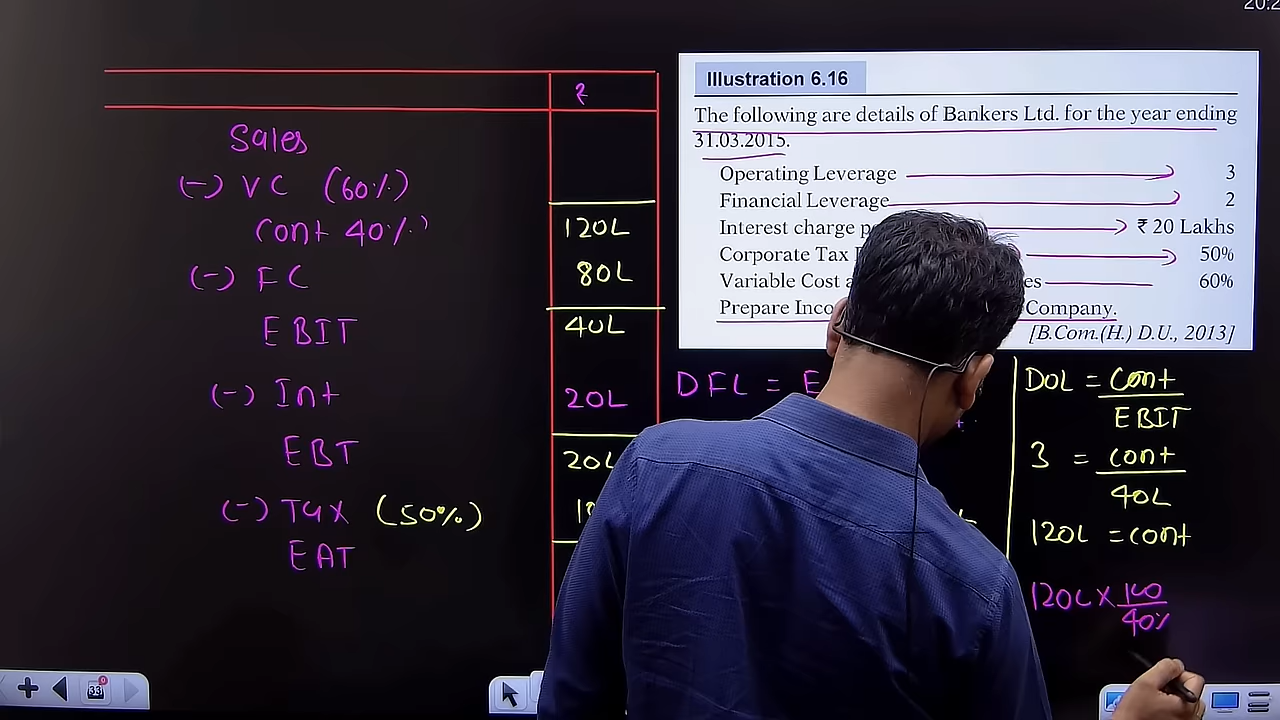 20:2
₹
Sales
(-) VC (60%)
Cont 40%
120L
(-) FC
80L
EBIT
40L
(-) Int
20L
EBT
20L
(-) Tax (50%)
EAT
Illustration 6.16
The following are details of Bankers Ltd. for the year ending
31.03.2015.
Operating Leverage 3
Financial Leverage 2
Interest charge ₹ 20 Lakhs
Corporate Tax 50%
Variable Cost 60%
Prepare Company.
[B.Com.(H.) D.U., 2013]
DFL =
DOL = Cont
EBIT
3 = Cont
40L
120L = Cont
120L × 100
40%
33